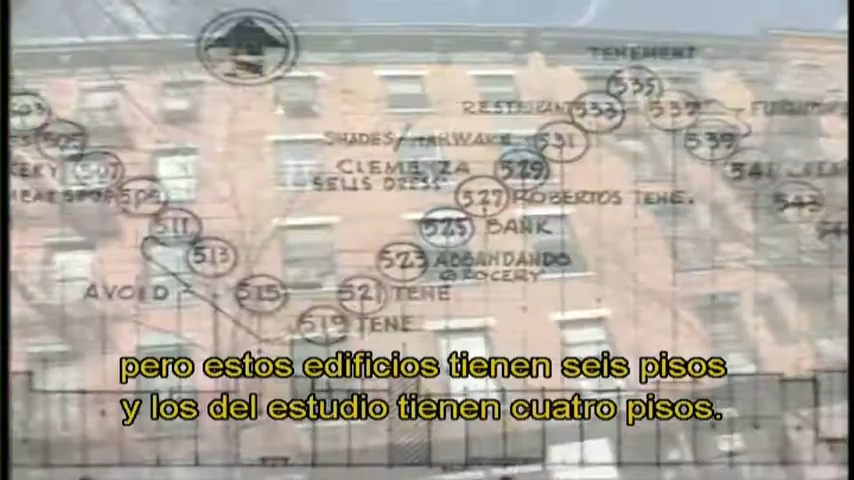 TENEMENT
535
RESTERANT 533 537 FURNITURE
SHADES/TINWARE 531 539
CLEMENZA 529 541
SELLS DRESS 527 ROBERTOS TENE. 543
503
505
507
509
511 525 BANK
513 523 ABBANDANDO
GROCERY
AVOID 515 521 TENE
519 TENE
pero estos edificios tienen seis pisos
y los del estudio tienen cuatro pisos.